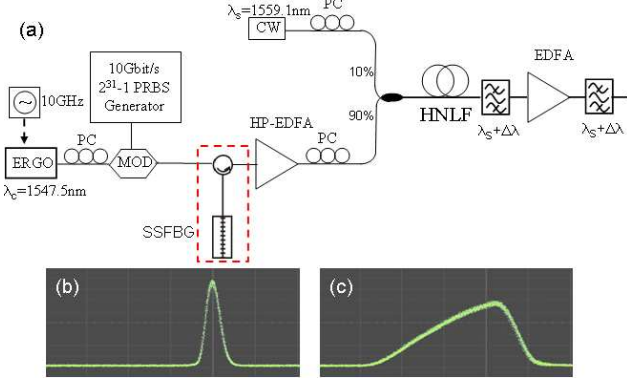 (a)
λs=1559.1nm
PC
CW
10Gbit/s
2^31-1 PRBS
Generator
10GHz
10%
90%
EDFA
HNLF
λs+Δλ
λs+Δλ
HP-EDFA
PC
PC
ERGO
MOD
λc=1547.5nm
SSFBG
(b)
(c)